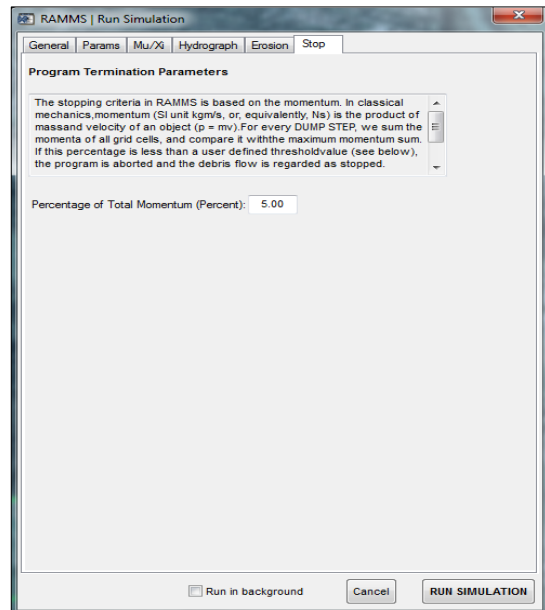 RAMMS | Run Simulation
General Params Mu/Xi Hydrograph Erosion Stop
Program Termination Parameters
The stopping criteria in RAMMS is based on the momentum. In classical
mechanics,momentum (SI unit kgm/s, or, equivalently, Ns) is the product of
massand velocity of an object (p = mv).For every DUMP STEP, we sum the
momenta of all grid cells, and compare it withthe maximum momentum sum.
If this percentage is less than a user defined thresholdvalue (see below),
the program is aborted and the debris flow is regarded as stopped.
Percentage of Total Momentum (Percent): 5.00
Run in background Cancel RUN SIMULATION